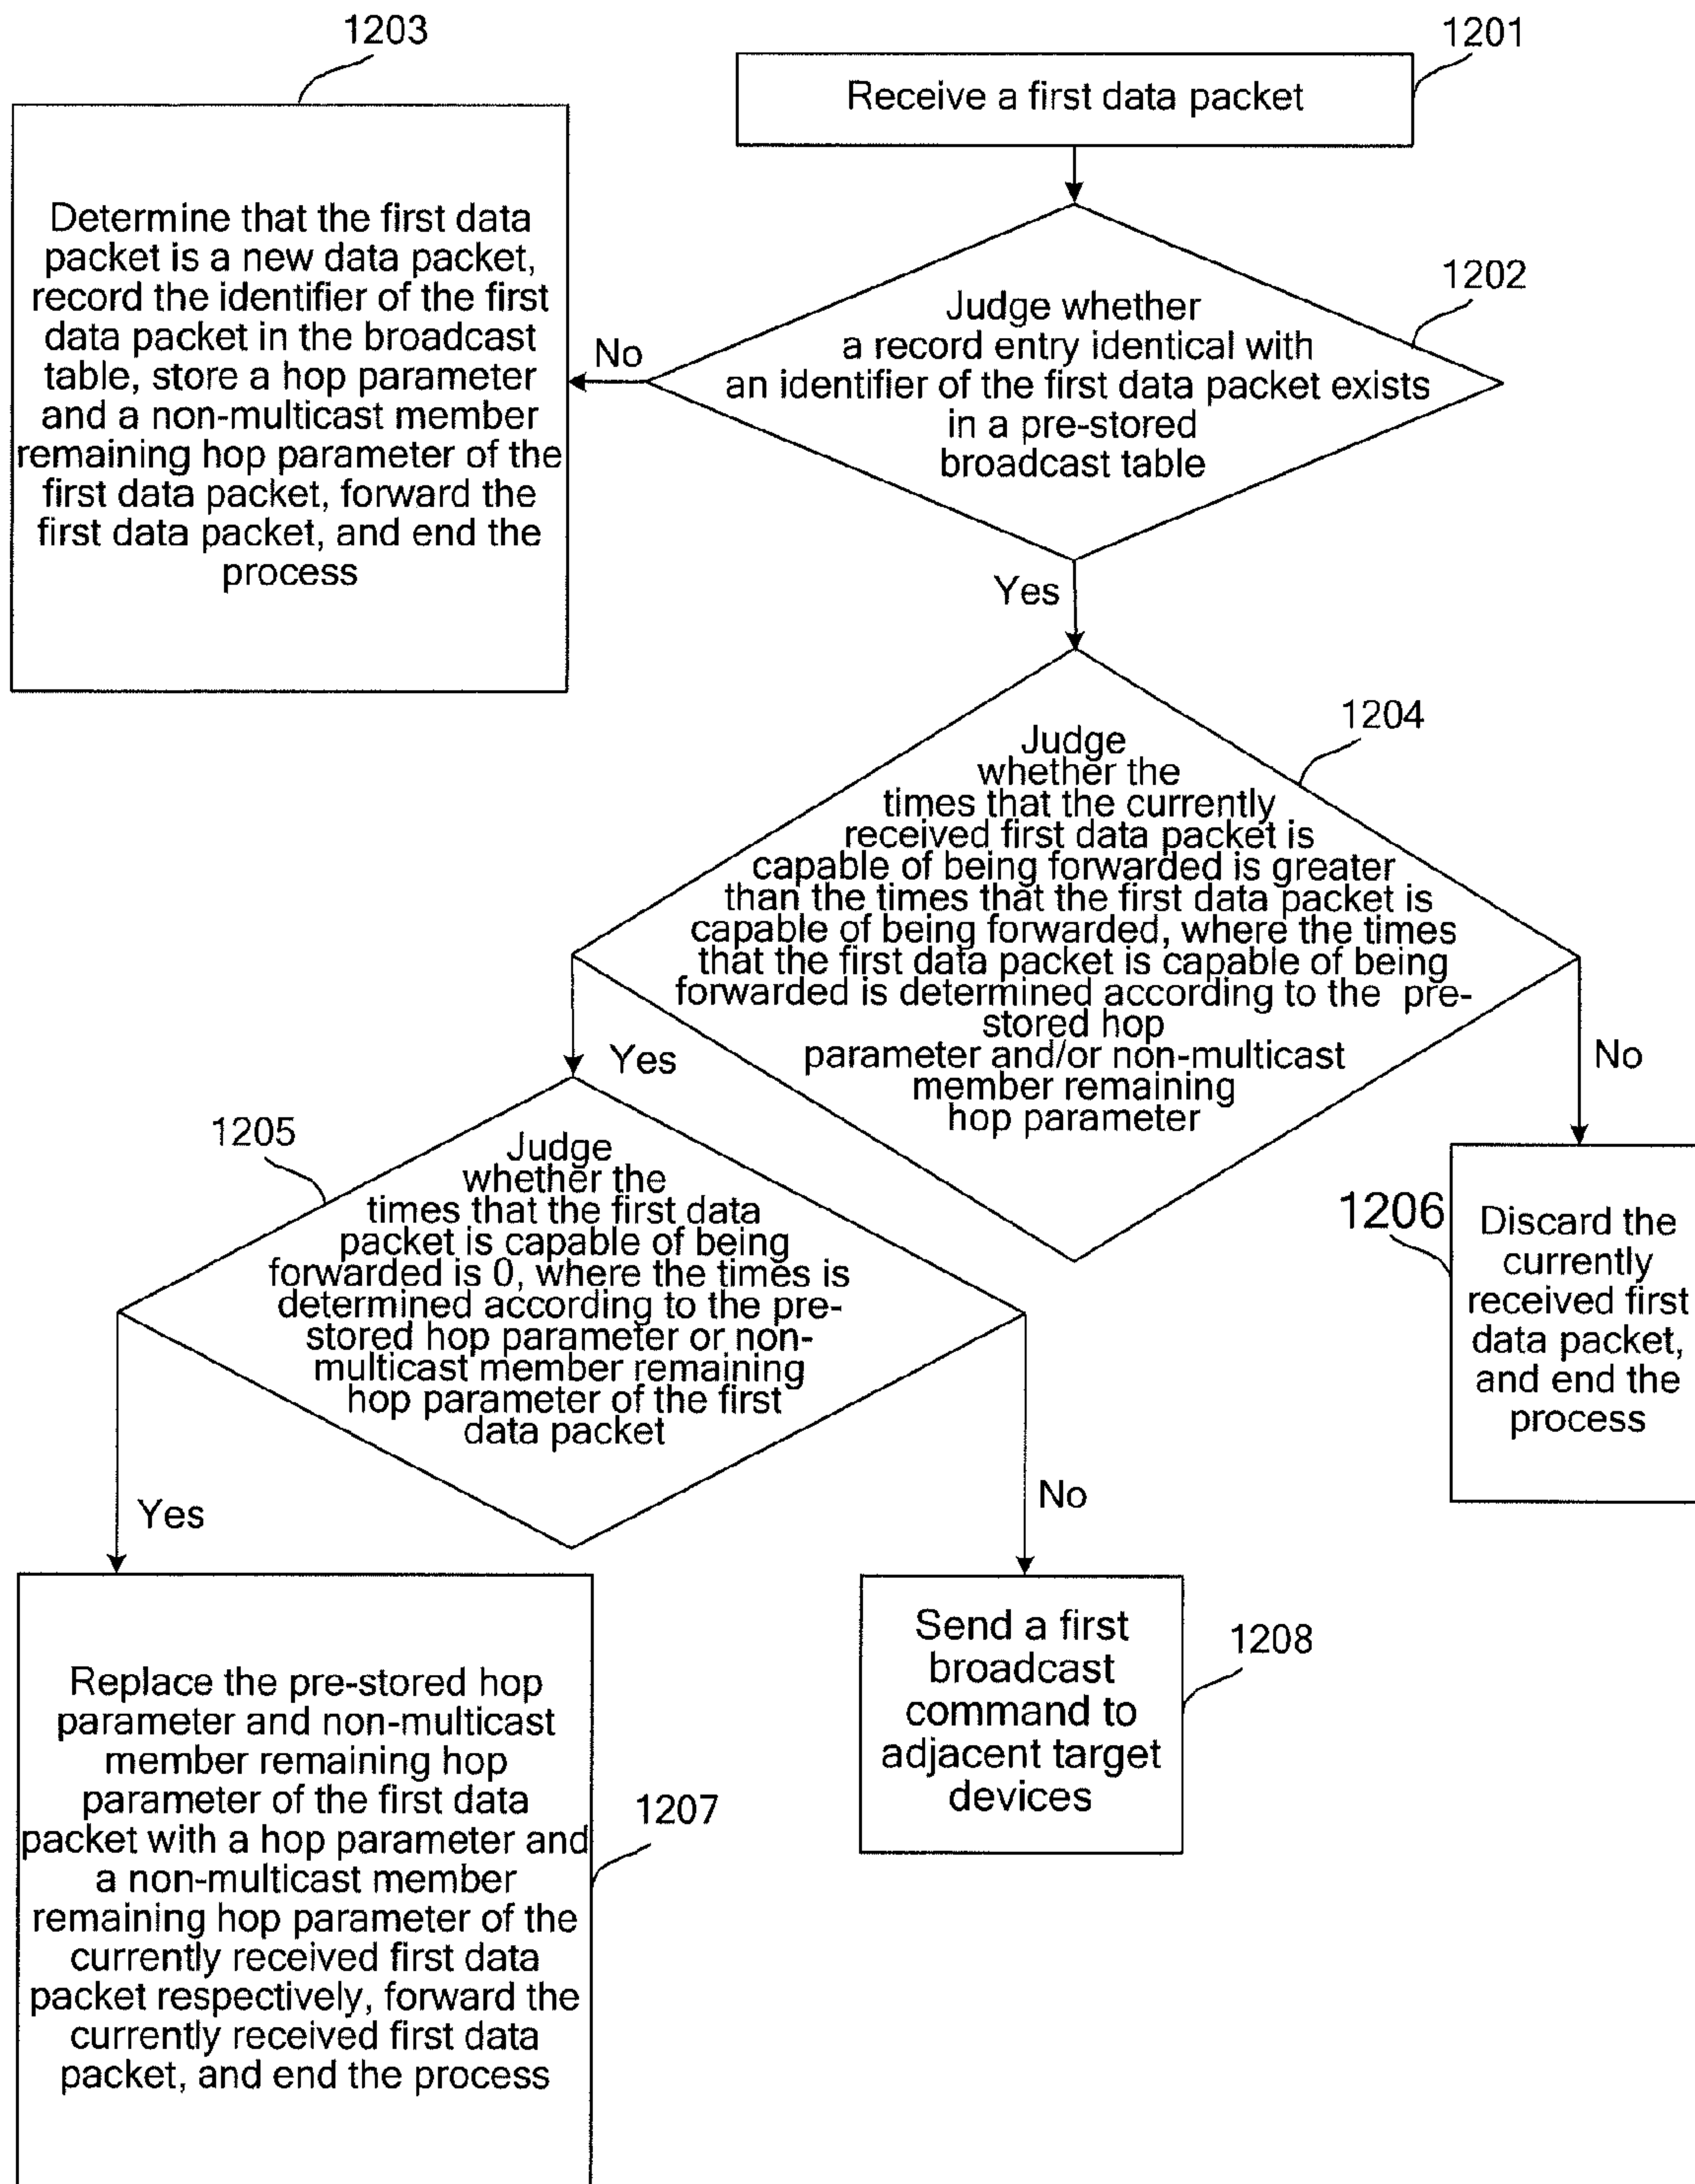 1201
Receive a first data packet
1202
Judge whether
a record entry identical with
an identifier of the first data packet exists
in a pre-stored
broadcast table
No
1203
Determine that the first data
packet is a new data packet,
record the identifier of the first
data packet in the broadcast
table, store a hop parameter
and a non-multicast member
remaining hop parameter of the
first data packet, forward the
first data packet, and end the
process
Yes
1204
Judge
whether the
times that the currently
received first data packet is
capable of being forwarded is greater
than the times that the first data packet is
capable of being forwarded, where the times
that the first data packet is capable of being
forwarded is determined according to the pre-
stored hop
parameter and/or non-multicast
member remaining
hop parameter
Yes
No
1205
Judge
whether the
times that the first data
packet is capable of being
forwarded is 0, where the times is
determined according to the pre-
stored hop parameter or non-
multicast member remaining
hop parameter of the first
data packet
1206
Discard the
currently
received first
data packet,
and end the
process
Yes
No
1207
Replace the pre-stored hop
parameter and non-multicast
member remaining hop
parameter of the first data
packet with a hop parameter and
a non-multicast member
remaining hop parameter of the
currently received first data
packet respectively, forward the
currently received first data
packet, and end the process
1208
Send a first
broadcast
command to
adjacent target
devices